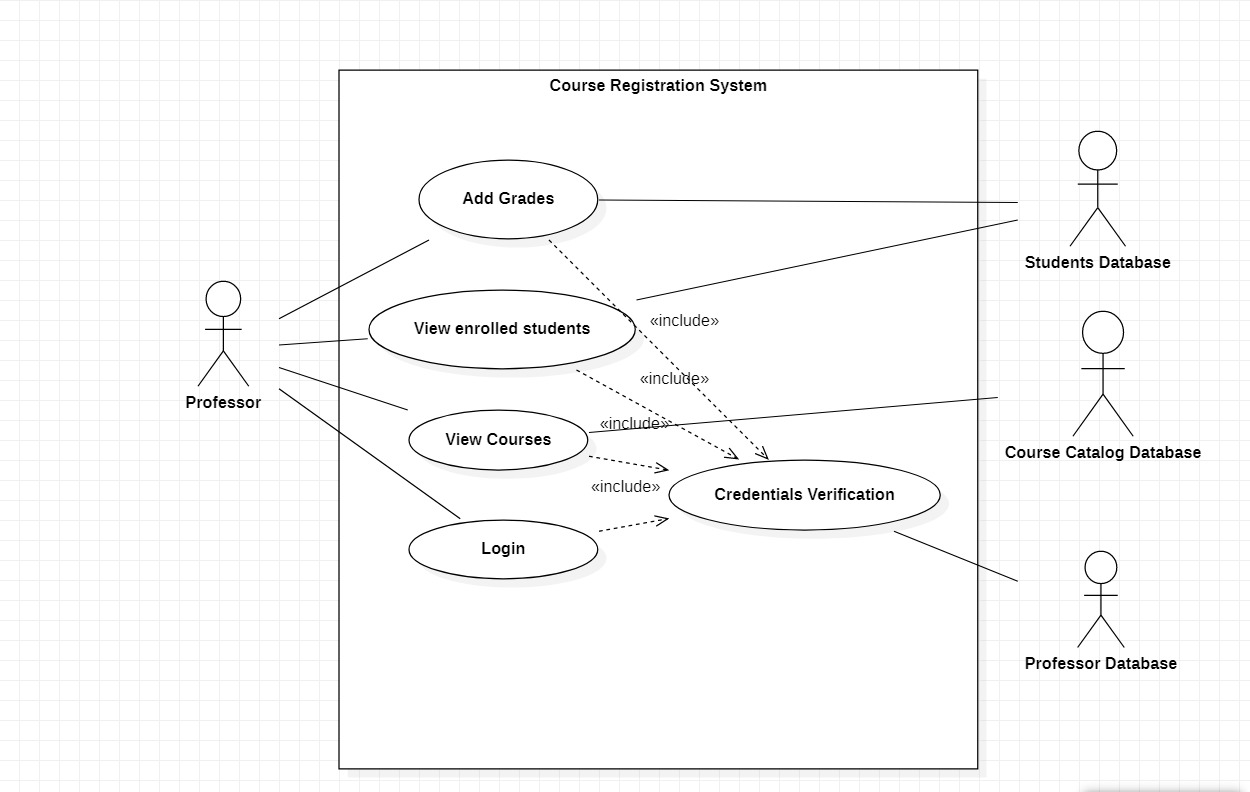 Course Registration System
Add Grades
Students Database
View enrolled students
«include»
«include»
Professor
«include»
View Courses
Course Catalog Database
«include»
Credentials Verification
Login
Professor Database